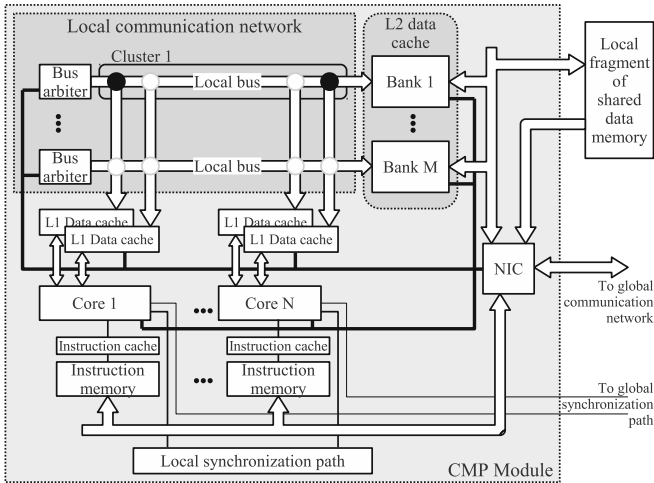 Local communication network
L2 data
cache
Cluster 1
Bus
arbiter
Local bus
Bank 1
Local
fragment
of
shared
data
memory
Bus
arbiter
Local bus
Bank M
L1 Data cache
L1 Data cache
L1 Data cache
L1 Data cache
NIC
Core 1
Core N
To global
communication
network
Instruction cache
Instruction cache
Instruction
memory
Instruction
memory
To global
synchronization
path
Local synchronization path
CMP Module